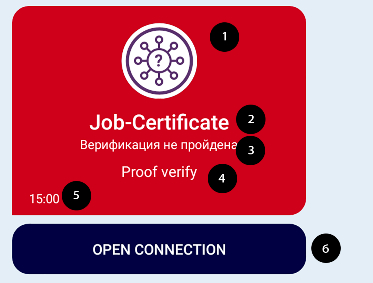 ?
1
Job-Certificate 2
Верификация не пройдена 3
Proof verify 4
15:00 5
OPEN CONNECTION 6